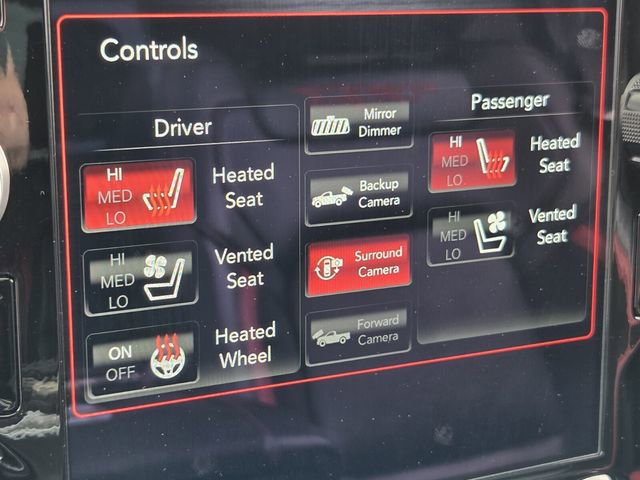 Controls
Driver
HI
MED
LO
Heated
Seat
HI
MED
LO
Vented
Seat
ON
OFF
Heated
Wheel
Mirror
Dimmer
Backup
Camera
Surround
Camera
Forward
Camera
Passenger
HI
MED
LO
Heated
Seat
HI
MED
LO
Vented
Seat